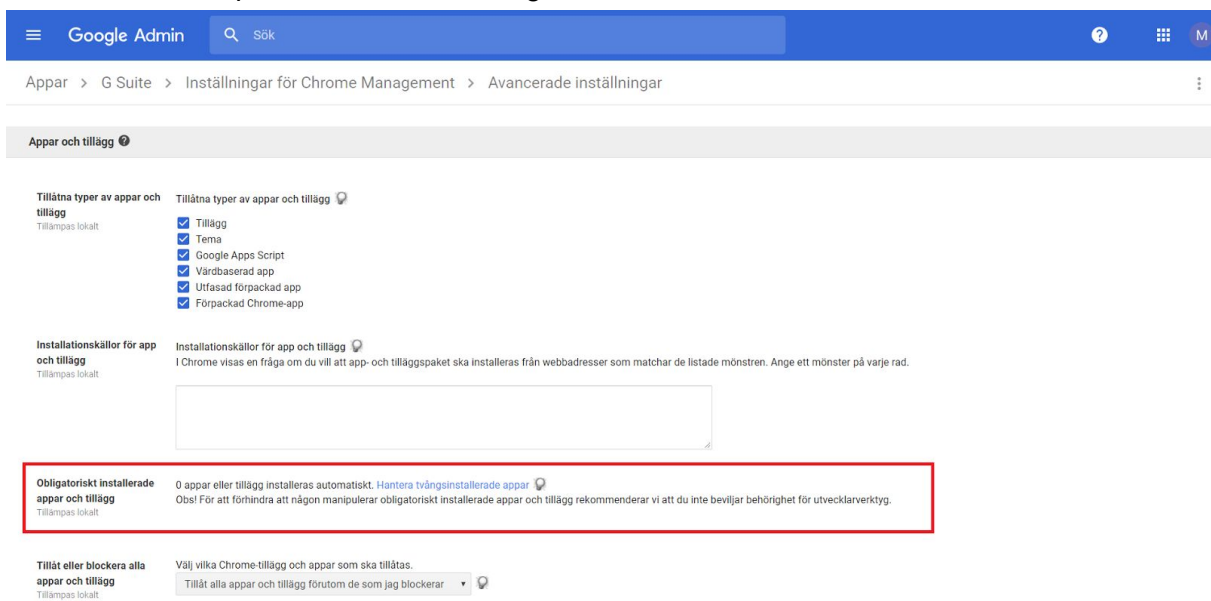 Google Admin
Sök
M
Appar > G Suite > Inställningar för Chrome Management > Avancerade inställningar
Appar och tillägg
Tillåtna typer av appar och tillägg
Tillämpas lokalt
Tillåtna typer av appar och tillägg
Tillägg
Tema
Google Apps Script
Värdbaserad app
Utfasad förpackad app
Förpackad Chrome-app
Installationskällor för app och tillägg
Tillämpas lokalt
Installationskällor för app och tillägg
I Chrome visas en fråga om du vill att app- och tilläggspaket ska installeras från webbadresser som matchar de listade mönstren. Ange ett mönster på varje rad.
Obligatoriskt installerade appar och tillägg
Tillämpas lokalt
0 appar eller tillägg installeras automatiskt. Hantera tvångsinstallerade appar
Obs! För att förhindra att någon manipulerar obligatoriskt installerade appar och tillägg rekommenderar vi att du inte beviljar behörighet för utvecklarverktyg.
Tillåt eller blockera alla appar och tillägg
Tillämpas lokalt
Välj vilka Chrome-tillägg och appar som ska tillåtas.
Tillåt alla appar och tillägg förutom de som jag blockerar